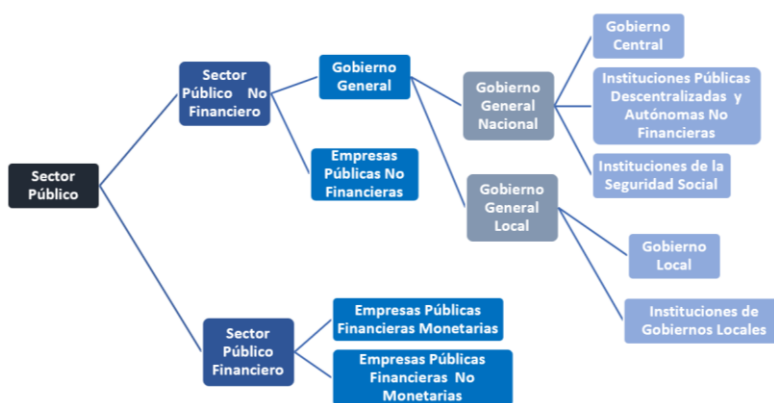 Sector
Público
Sector
Público No
Financiero
Sector
Público
Financiero
Gobierno
General
Empresas
Públicas No
Financieras
Empresas Públicas
Financieras Monetarias
Empresas Públicas
Financieras No
Monetarias
Gobierno
General
Nacional
Gobierno
General
Local
Gobierno
Central
Instituciones Públicas
Descentralizadas y
Autónomas No
Financieras
Instituciones de la
Seguridad Social
Gobierno
Local
Instituciones de
Gobiernos Locales